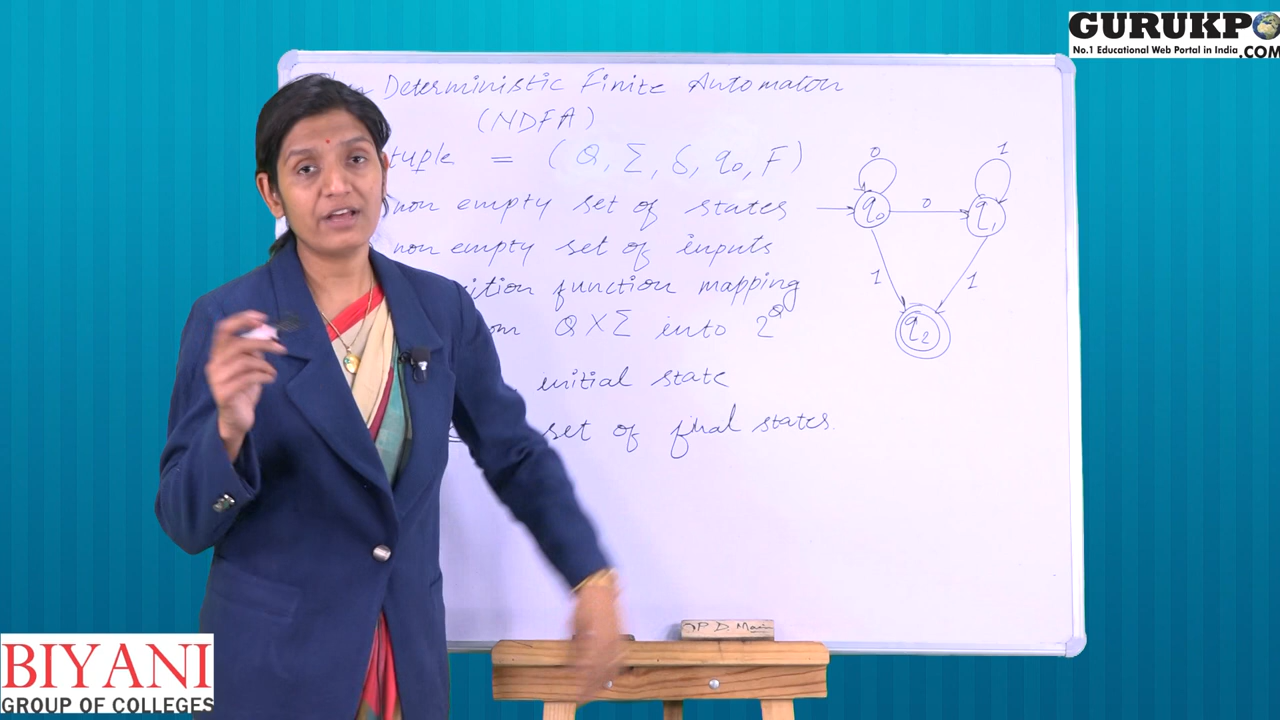 GURUKPO
No.1 Educational Web Portal in India
.COM
Deterministic Finite Automaton
(NDFA)
tuple = (Q, Σ, δ, q0, F)
non empty set of states
non empty set of inputs
sition function mapping
om Q X Σ into 2^Q
initial state
set of final states.
0
1
q0
0
q1
1
1
q2
P.D.
BIYANI
GROUP OF COLLEGES